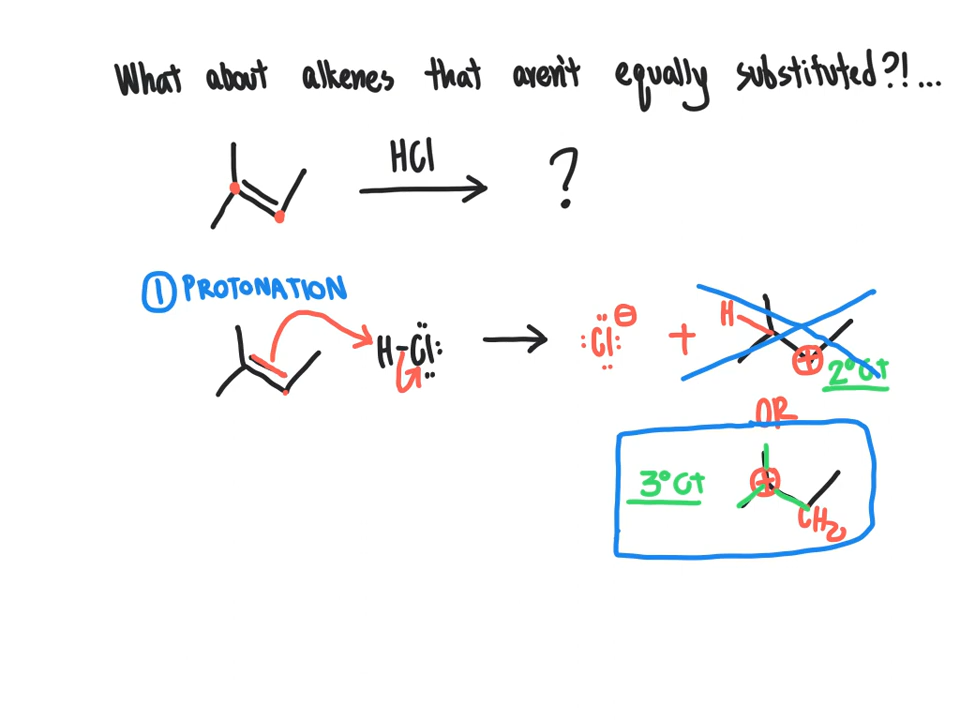 What about alkenes that aren't equally substituted?!...
HCl
?
① PROTONATION
H-Cl: → :Cl:⊖ + H ⊕ 2°C+
OR
3°C+ ⊕ CH2